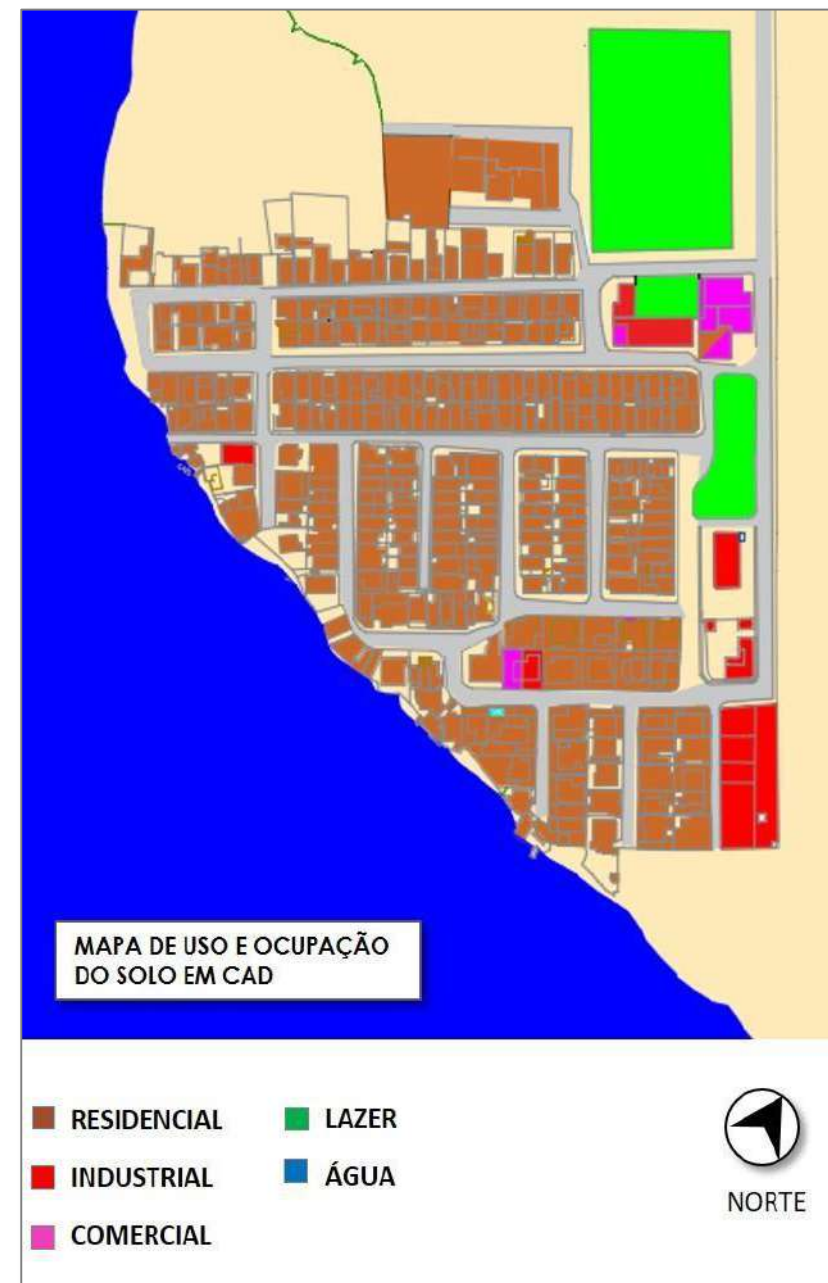 MAPA DE USO E OCUPAÇÃO
DO SOLO EM CAD
RESIDENCIAL
LAZER
INDUSTRIAL
ÁGUA
COMERCIAL
NORTE